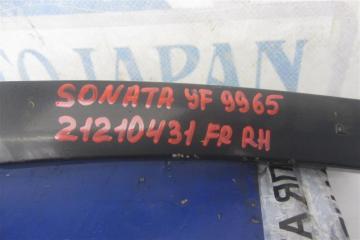 JAPAN
SONATA YF 9965
21210431 FR RH